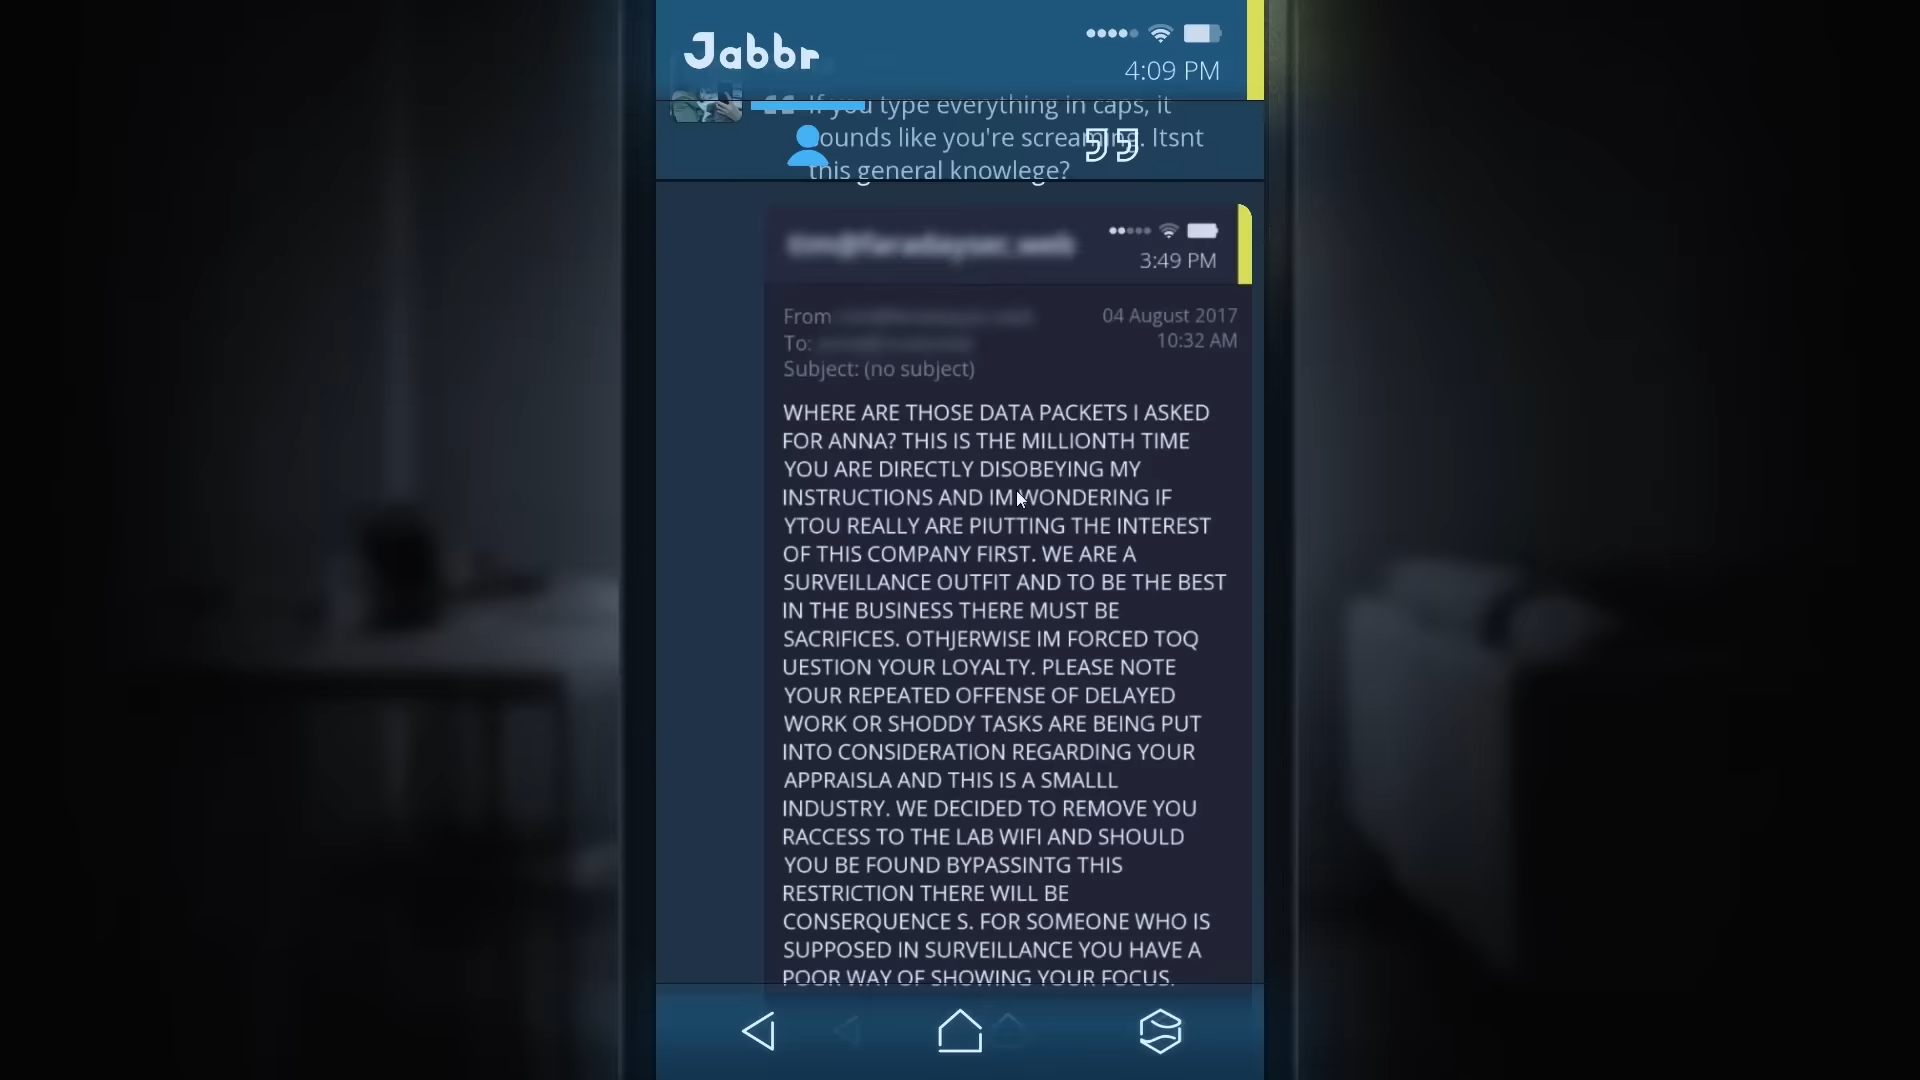 Jabbr
4:09 PM
If you type everything in caps, it
sounds like you're screaming. Itsnt
this general knowlege?
3:49 PM
From
04 August 2017
To:
10:32 AM
Subject: (no subject)
WHERE ARE THOSE DATA PACKETS I ASKED
FOR ANNA? THIS IS THE MILLIONTH TIME
YOU ARE DIRECTLY DISOBEYING MY
INSTRUCTIONS AND IM WONDERING IF
YTOU REALLY ARE PIUTTING THE INTEREST
OF THIS COMPANY FIRST. WE ARE A
SURVEILLANCE OUTFIT AND TO BE THE BEST
IN THE BUSINESS THERE MUST BE
SACRIFICES. OTHJERWISE IM FORCED TOQ
UESTION YOUR LOYALTY. PLEASE NOTE
YOUR REPEATED OFFENSE OF DELAYED
WORK OR SHODDY TASKS ARE BEING PUT
INTO CONSIDERATION REGARDING YOUR
APPRAISLA AND THIS IS A SMALLL
INDUSTRY. WE DECIDED TO REMOVE YOU
RACCESS TO THE LAB WIFI AND SHOULD
YOU BE FOUND BYPASSINTG THIS
RESTRICTION THERE WILL BE
CONSERQUENCE S. FOR SOMEONE WHO IS
SUPPOSED IN SURVEILLANCE YOU HAVE A
POOR WAY OF SHOWING YOUR FOCUS.